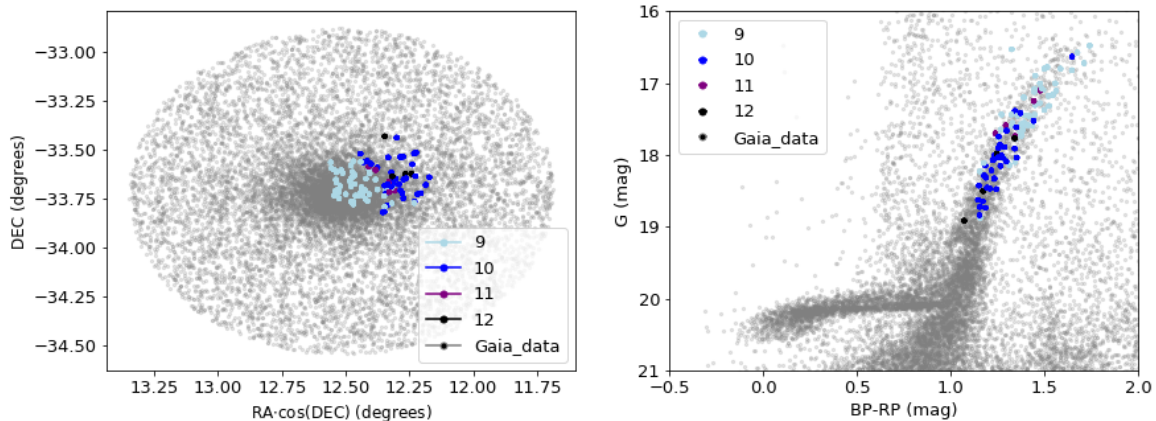 −33.00
−33.25
−33.50
−33.75
−34.00
−34.25
−34.50
DEC (degrees)
13.25 13.00 12.75 12.50 12.25 12.00 11.75
RA·cos(DEC) (degrees)
9
10
11
12
Gaia_data
16
17
18
19
20
21
G (mag)
−0.5 0.0 0.5 1.0 1.5 2.0
BP-RP (mag)
9
10
11
12
Gaia_data